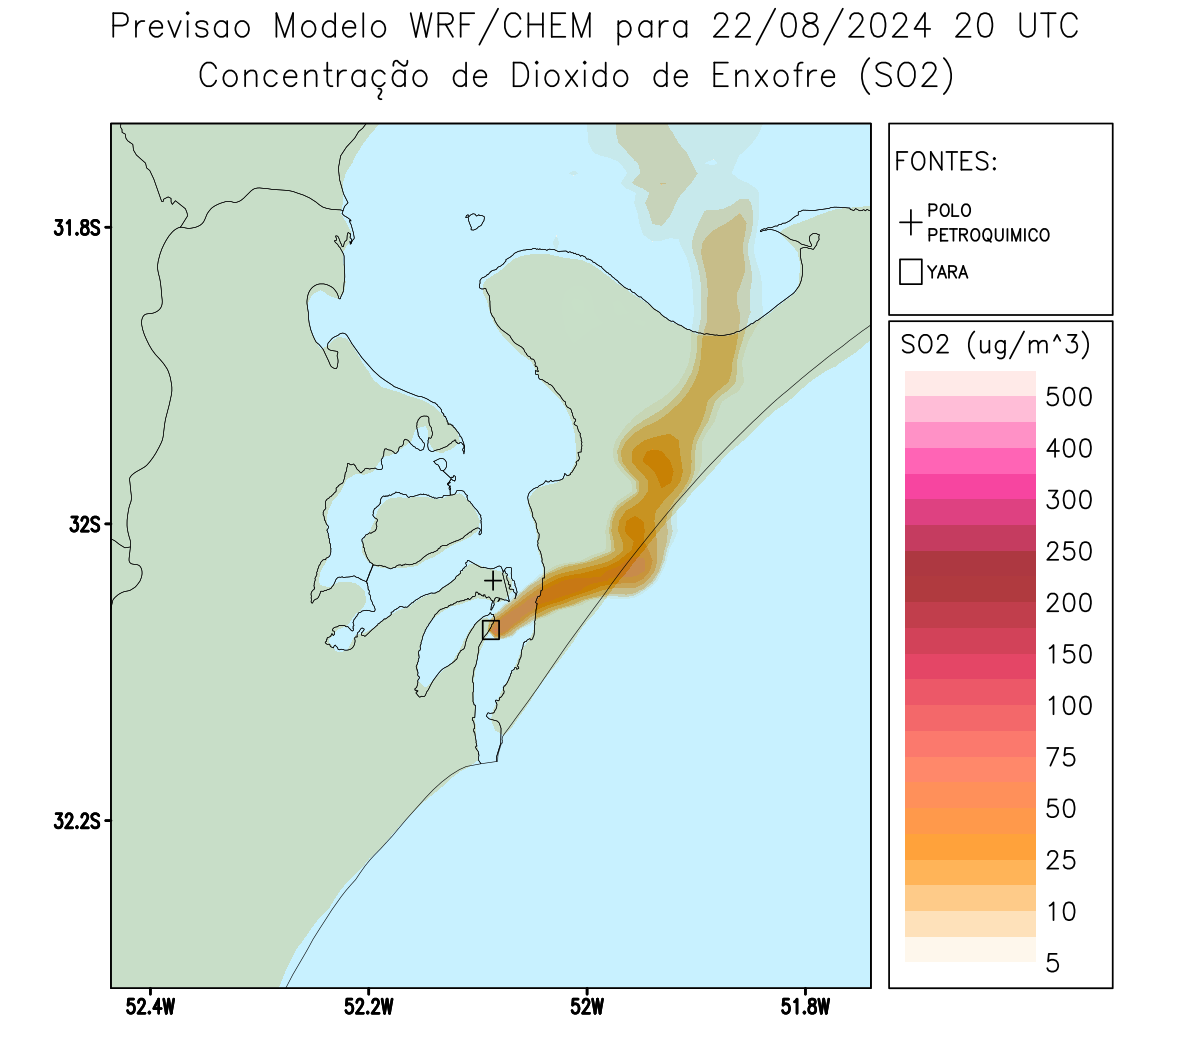 Previsao Modelo WRF/CHEM para 22/08/2024 20 UTC
Concentração de Dioxido de Enxofre (SO2)
FONTES:
POLO
PETROQUIMICO
YARA
SO2 (ug/m^3)
500
400
300
250
200
150
100
75
50
25
10
5
31.8S
32S
32.2S
52.4W
52.2W
52W
51.8W